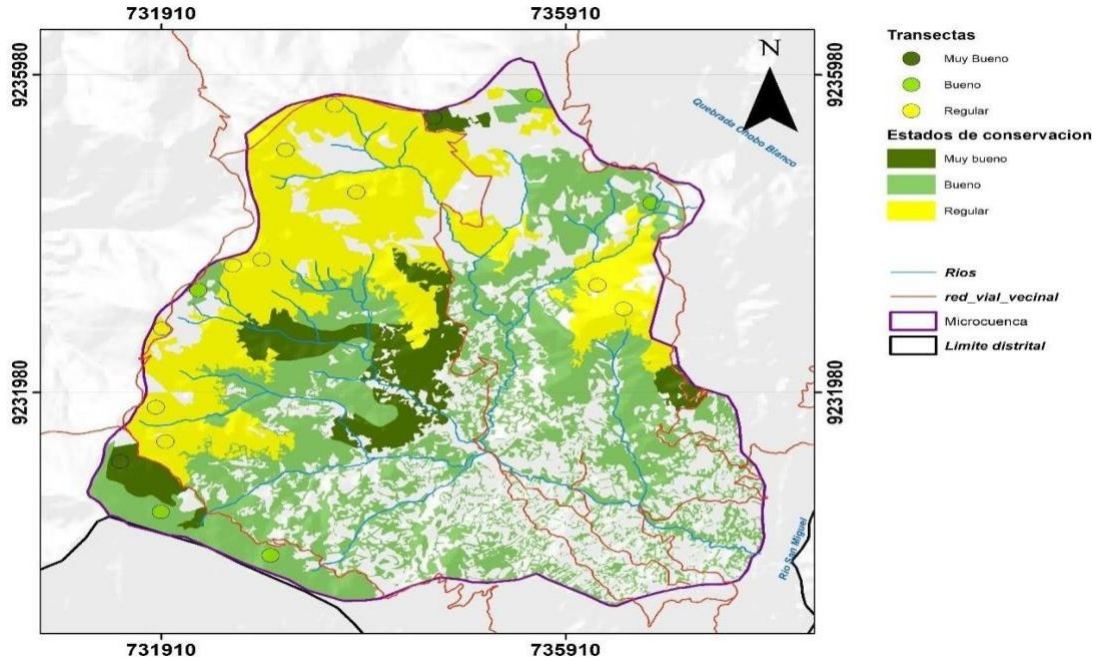 731910
735910
9235980
9235980
N
Quebrada Chobo Blanco
9231980
9231980
Rio San Miguel
731910
735910
Transectas
Muy Bueno
Bueno
Regular
Estados de conservacion
Muy bueno
Bueno
Regular
Rios
red_vial_vecinal
Microcuenca
Limite distrital